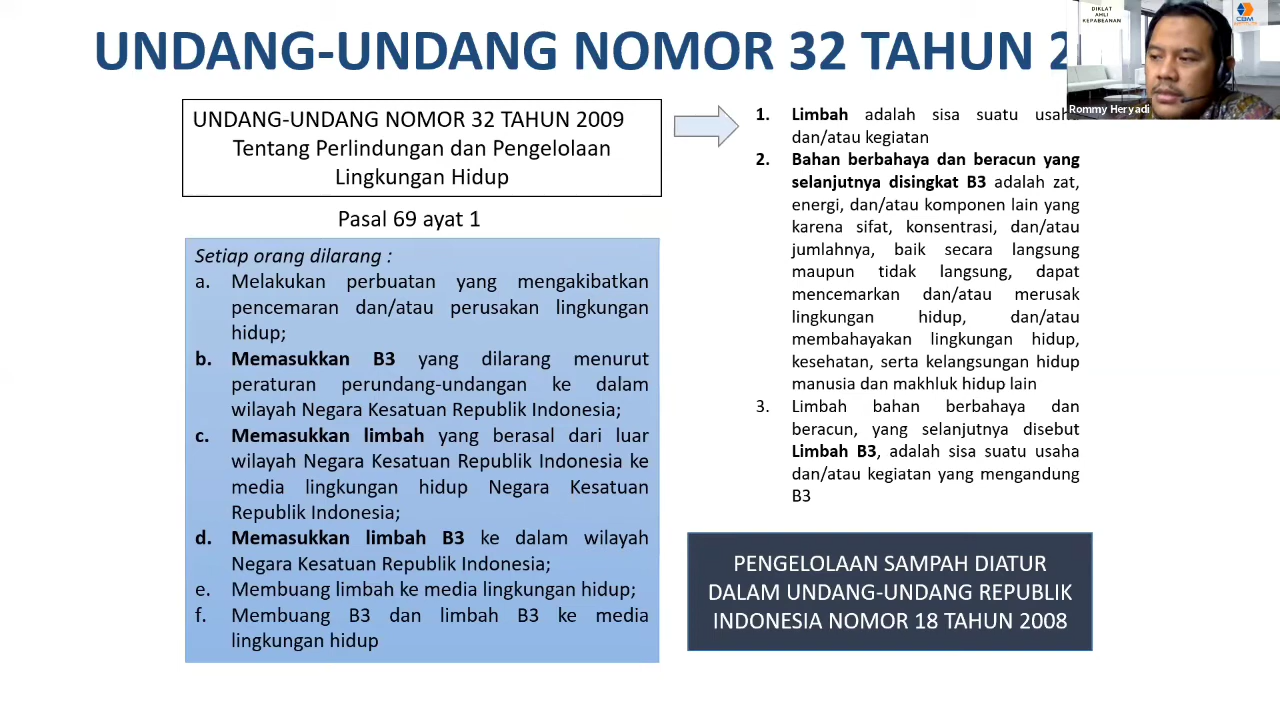 UNDANG-UNDANG NOMOR 32 TAHUN 2
DIKLAT
AHLI
KEPABEANAN
CBM
Rommy Heryadi
UNDANG-UNDANG NOMOR 32 TAHUN 2009
Tentang Perlindungan dan Pengelolaan
Lingkungan Hidup
Pasal 69 ayat 1
Setiap orang dilarang :
a. Melakukan perbuatan yang mengakibatkan
pencemaran dan/atau perusakan lingkungan
hidup;
b. Memasukkan B3 yang dilarang menurut
peraturan perundang-undangan ke dalam
wilayah Negara Kesatuan Republik Indonesia;
c. Memasukkan limbah yang berasal dari luar
wilayah Negara Kesatuan Republik Indonesia ke
media lingkungan hidup Negara Kesatuan
Republik Indonesia;
d. Memasukkan limbah B3 ke dalam wilayah
Negara Kesatuan Republik Indonesia;
e. Membuang limbah ke media lingkungan hidup;
f. Membuang B3 dan limbah B3 ke media
lingkungan hidup
1. Limbah adalah sisa suatu usaha
dan/atau kegiatan
2. Bahan berbahaya dan beracun yang
selanjutnya disingkat B3 adalah zat,
energi, dan/atau komponen lain yang
karena sifat, konsentrasi, dan/atau
jumlahnya, baik secara langsung
maupun tidak langsung, dapat
mencemarkan dan/atau merusak
lingkungan hidup, dan/atau
membahayakan lingkungan hidup,
kesehatan, serta kelangsungan hidup
manusia dan makhluk hidup lain
3. Limbah bahan berbahaya dan
beracun, yang selanjutnya disebut
Limbah B3, adalah sisa suatu usaha
dan/atau kegiatan yang mengandung
B3
PENGELOLAAN SAMPAH DIATUR
DALAM UNDANG-UNDANG REPUBLIK
INDONESIA NOMOR 18 TAHUN 2008